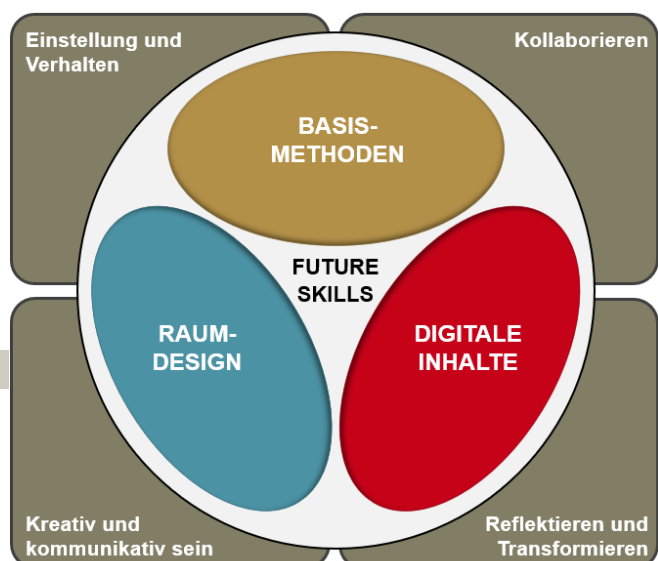 Einstellung und
Verhalten
Kollaborieren
BASIS-
METHODEN
FUTURE
SKILLS
RAUM-
DESIGN
DIGITALE
INHALTE
Kreativ und
kommunikativ sein
Reflektieren und
Transformieren